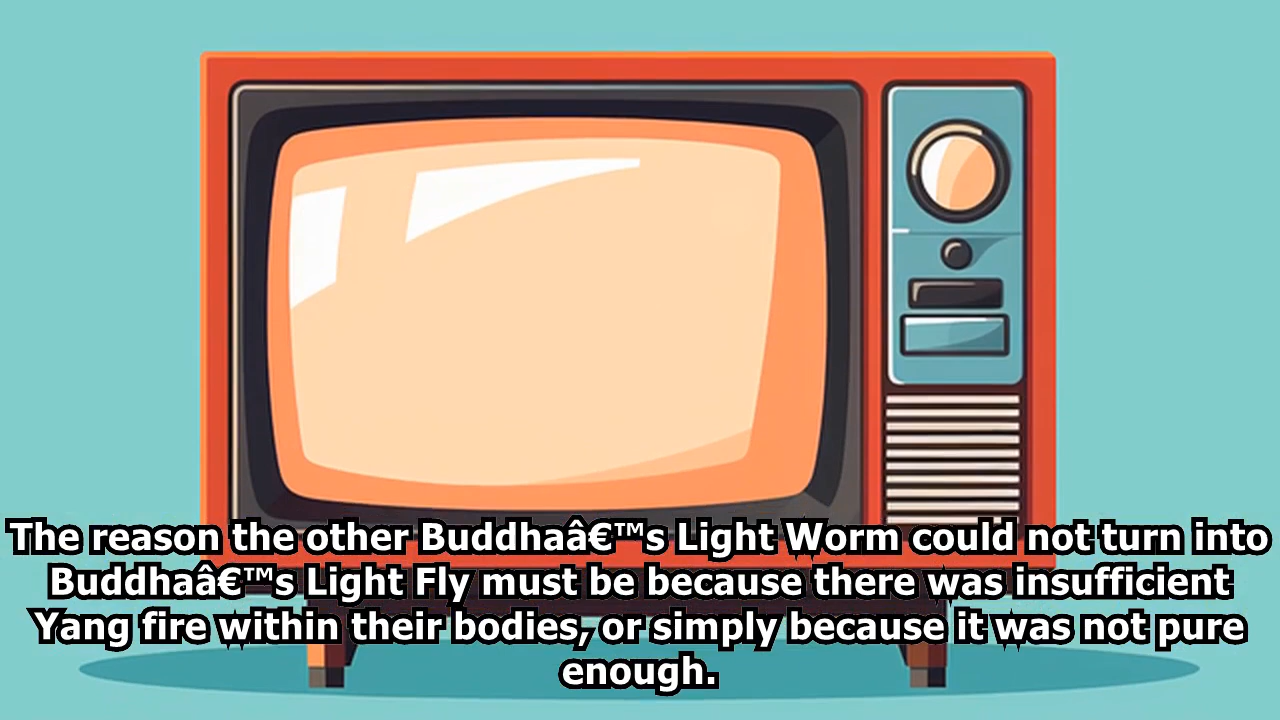 The reason the other Buddhaâ€™s Light Worm could not turn into
Buddhaâ€™s Light Fly must be because there was insufficient
Yang fire within their bodies, or simply because it was not pure
enough.